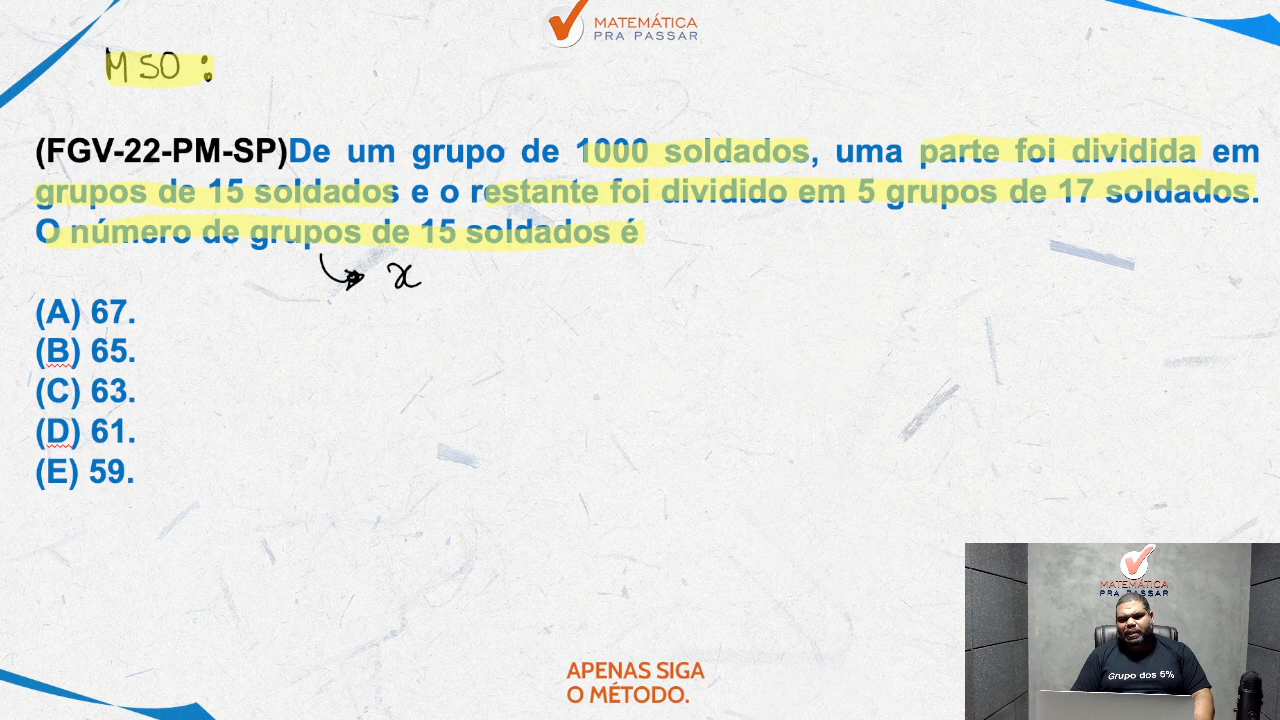 MATEMÁTICA
PRA PASSAR
M50 :
(FGV-22-PM-SP)De um grupo de 1000 soldados, uma parte foi dividida em
grupos de 15 soldados e o restante foi dividido em 5 grupos de 17 soldados.
O número de grupos de 15 soldados é
x
(A) 67.
(B) 65.
(C) 63.
(D) 61.
(E) 59.
MATEMÁTICA
PRA PASSAR
Grupo dos 5%
APENAS SIGA
O MÉTODO.